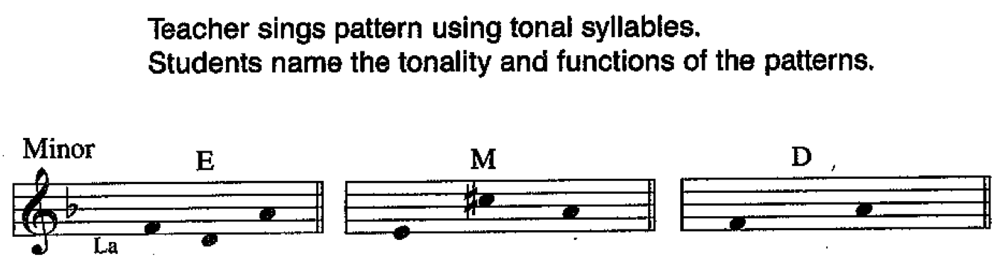 Teacher sings pattern using tonal syllables.
Students name the tonality and functions of the patterns.
Minor
E
M
D
La